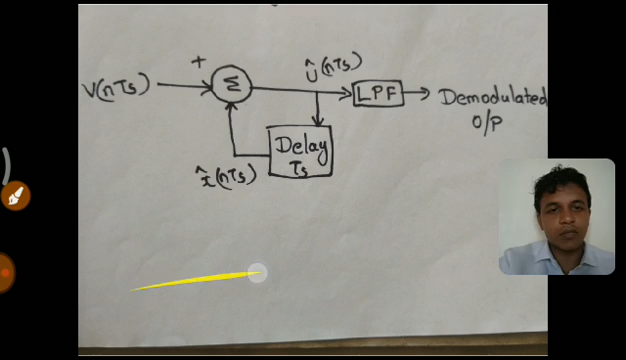 +
V(nTs)
Σ
û(nTs)
LPF
Demodulated
O/P
Delay
Ts
x̂(nTs)